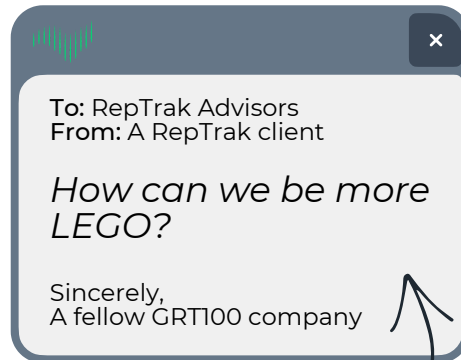 To: RepTrak Advisors
From: A RepTrak client
How can we be more
LEGO?
Sincerely,
A fellow GRT100 company